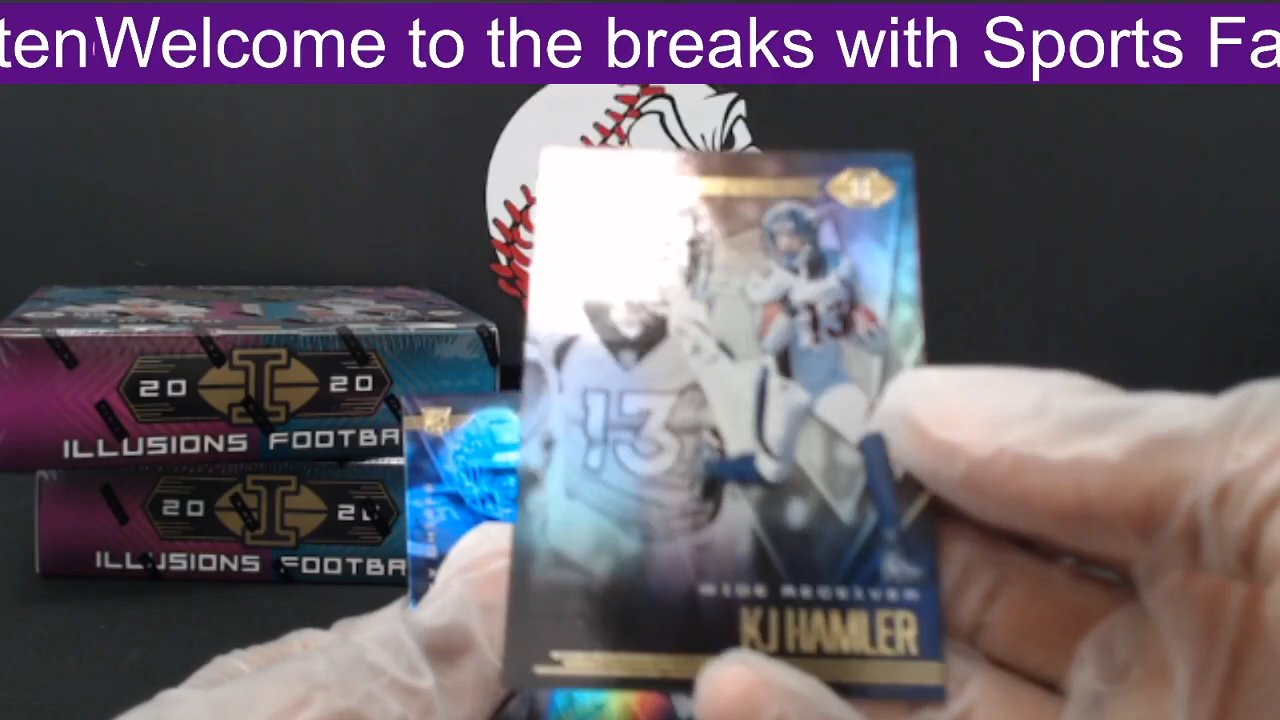 tenWelcome to the breaks with Sports Fa
20 I 20
ILLUSIONS FOOTBA
20 I 20
ILLUSIONS FOOTBA
13
13
WIDE RECEIVER
KJ HAMLER